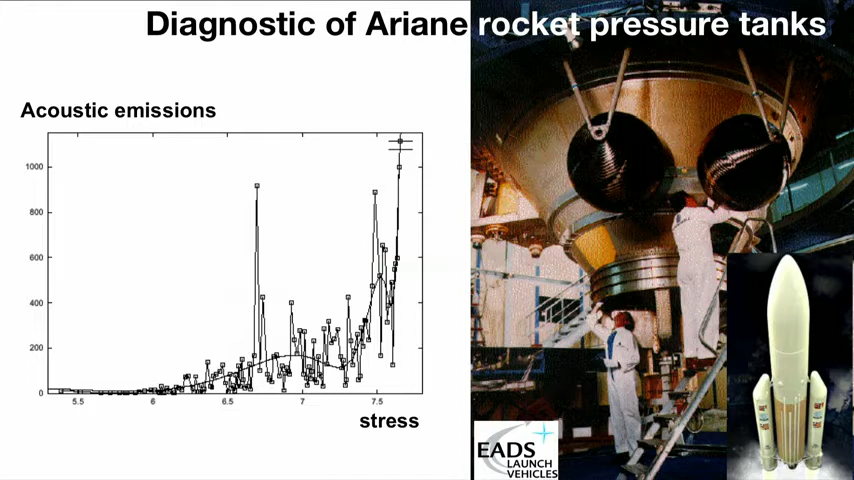 Diagnostic of Ariane rocket pressure tanks
Acoustic emissions
1000
800
600
400
200
0
5.5 6 6.5 7 7.5
stress
EADS
LAUNCH
VEHICLES